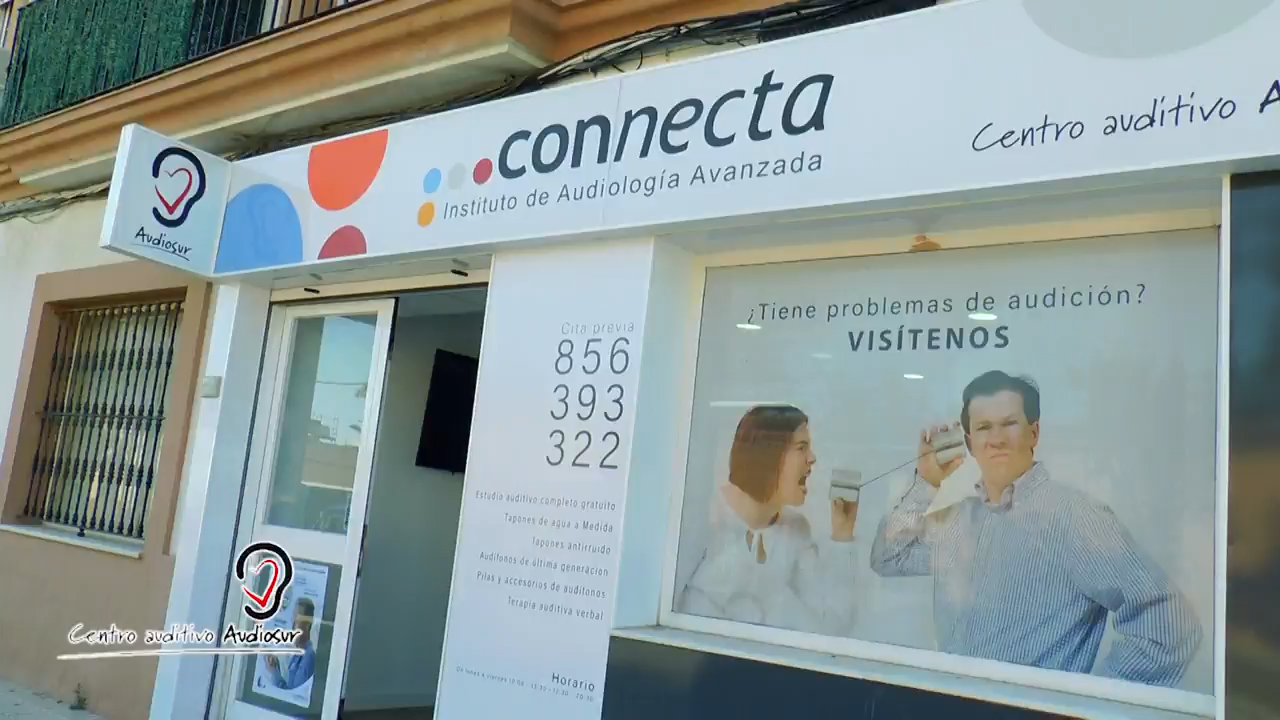 connecta
Instituto de Audiología Avanzada
Centro auditivo A
Audiosur
¿Tiene problemas de audición?
VISÍTENOS
Cita previa
856
393
322
Estudio auditivo completo gratuito
Tapones de agua a Medida
Tapones antirruido
Audífonos de última generación
Pilas y accesorios de audífonos
Terapia auditiva verbal
Horario
Centro auditivo Audiosur